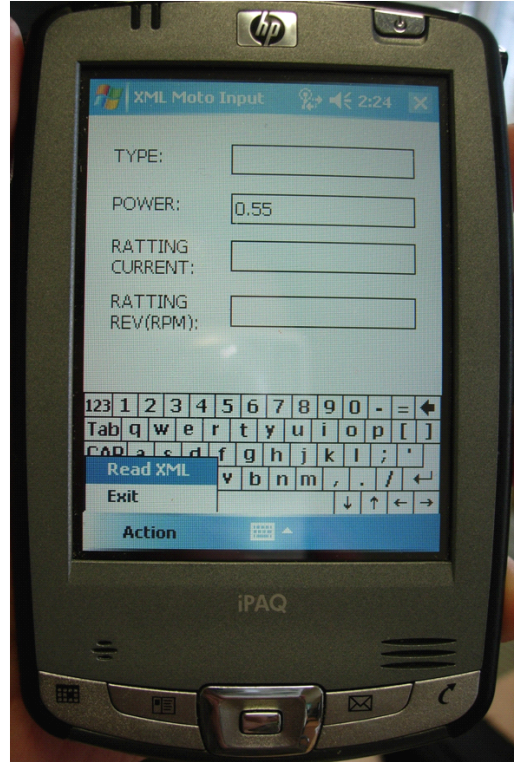 hp
XML Moto Input 2:24
TYPE:
POWER: 0.55
RATTING
CURRENT:
RATTING
REV(RPM):
123 1 2 3 4 5 6 7 8 9 0 - =
Tab q w e r t y u i o p [ ]
CAP a s d f g h j k l ; '
Read XML v b n m , . /
Exit
Action
iPAQ